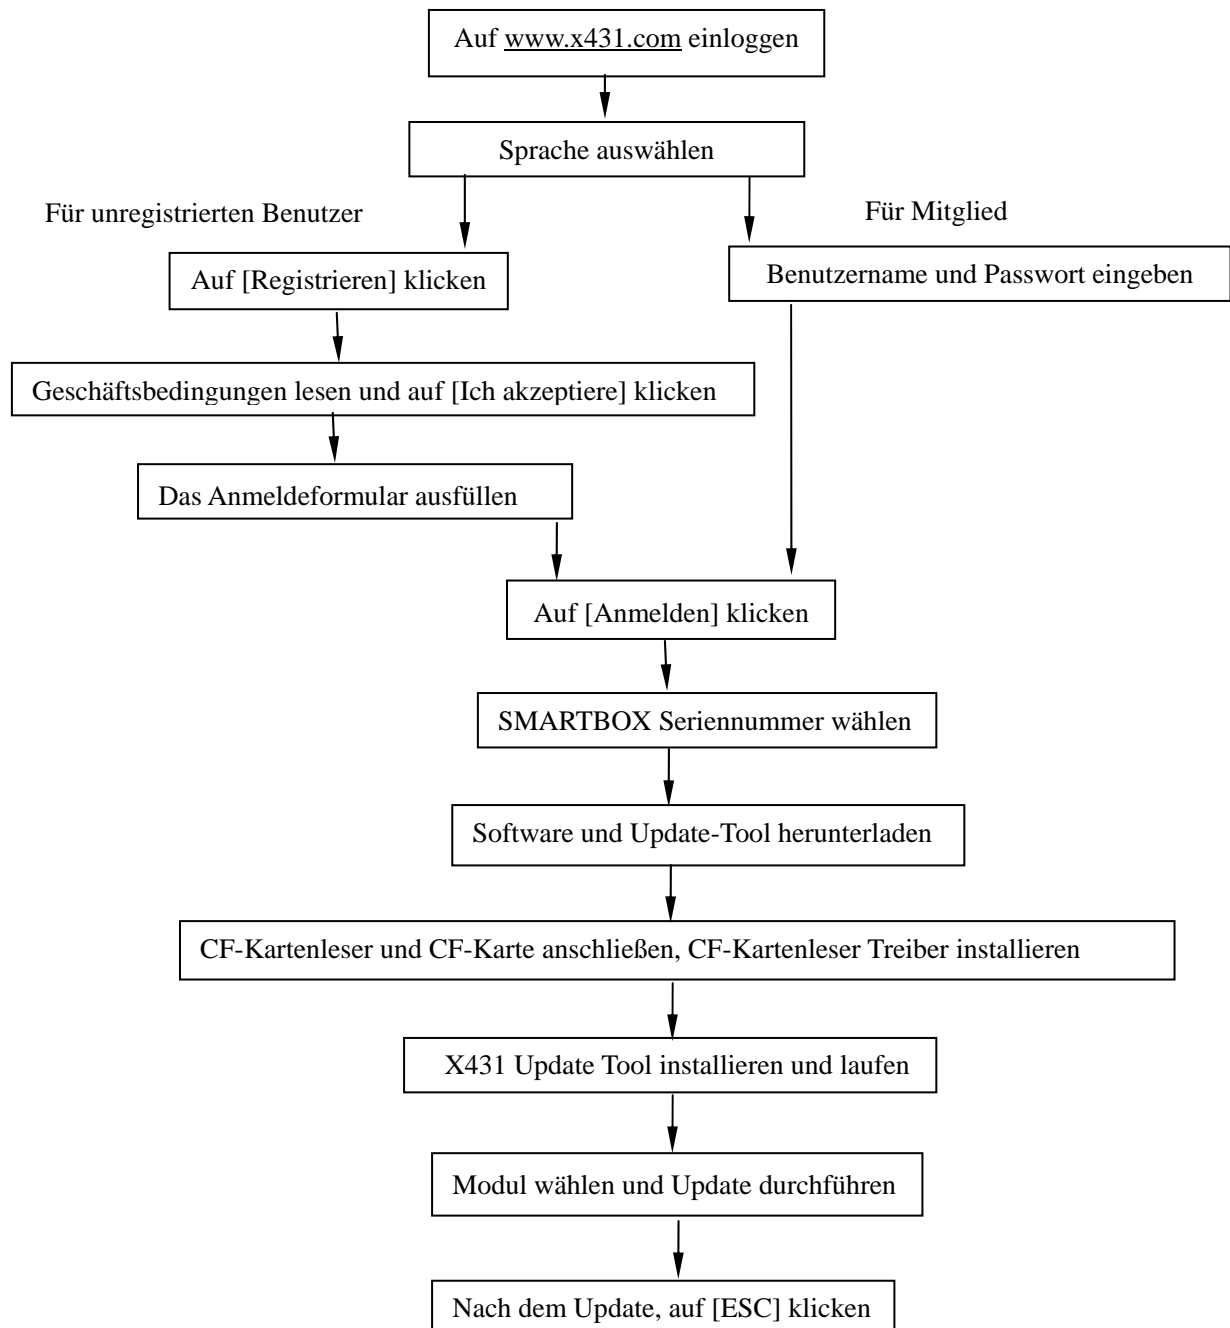 Auf www.x431.com einloggen
Sprache auswählen
Für unregistrierten Benutzer
Für Mitglied
Auf [Registrieren] klicken
Benutzername und Passwort eingeben
Geschäftsbedingungen lesen und auf [Ich akzeptiere] klicken
Das Anmeldeformular ausfüllen
Auf [Anmelden] klicken
SMARTBOX Seriennummer wählen
Software und Update-Tool herunterladen
CF-Kartenleser und CF-Karte anschließen, CF-Kartenleser Treiber installieren
X431 Update Tool installieren und laufen
Modul wählen und Update durchführen
Nach dem Update, auf [ESC] klicken